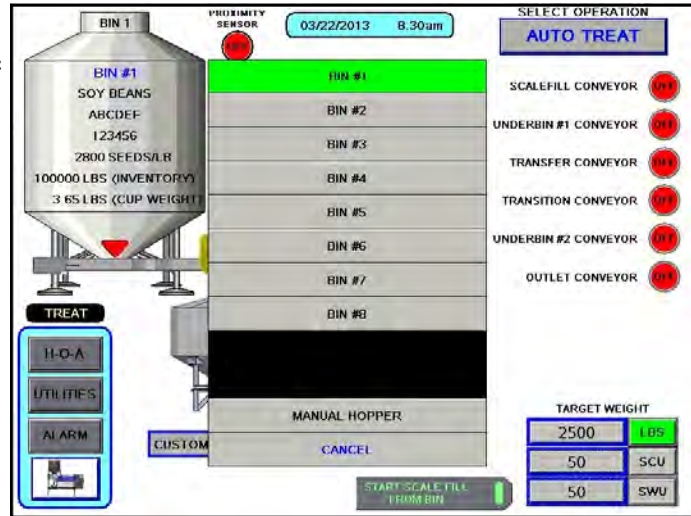 BIN 1
PROXIMITY
SENSOR
OFF
03/22/2013 8.30am
SELECT OPERATION
AUTO TREAT
BIN #1
SOY BEANS
ABCDEF
123456
2800 SEEDS/LB
100000 LBS (INVENTORY)
3 65 LBS (CUP WEIGHT)
BIN #1
BIN #2
BIN #3
BIN #4
BIN #5
BIN #6
BIN #7
BIN #8
MANUAL HOPPER
CANCEL
SCALEFILL CONVEYOR OFF
UNDERBIN #1 CONVEYOR OFF
TRANSFER CONVEYOR OFF
TRANSITION CONVEYOR OFF
UNDERBIN #2 CONVEYOR OFF
OUTLET CONVEYOR OFF
TREAT
H-O-A
UTILITIES
ALARM
CUSTOM
START SCALE FILL
FROM BIN
TARGET WEIGHT
2500 LBS
50 SCU
50 SWU